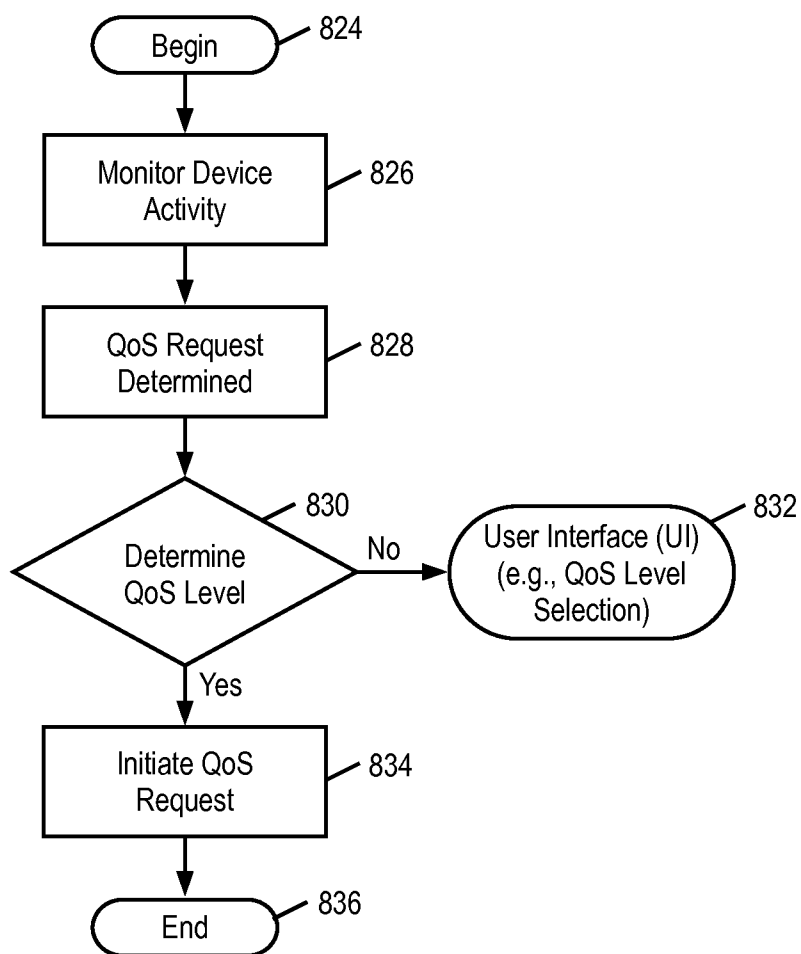 Begin
824
Monitor Device
Activity
826
QoS Request
Determined
828
830
Determine
QoS Level
No
832
User Interface (UI)
(e.g., QoS Level
Selection)
Yes
Initiate QoS
Request
834
End
836